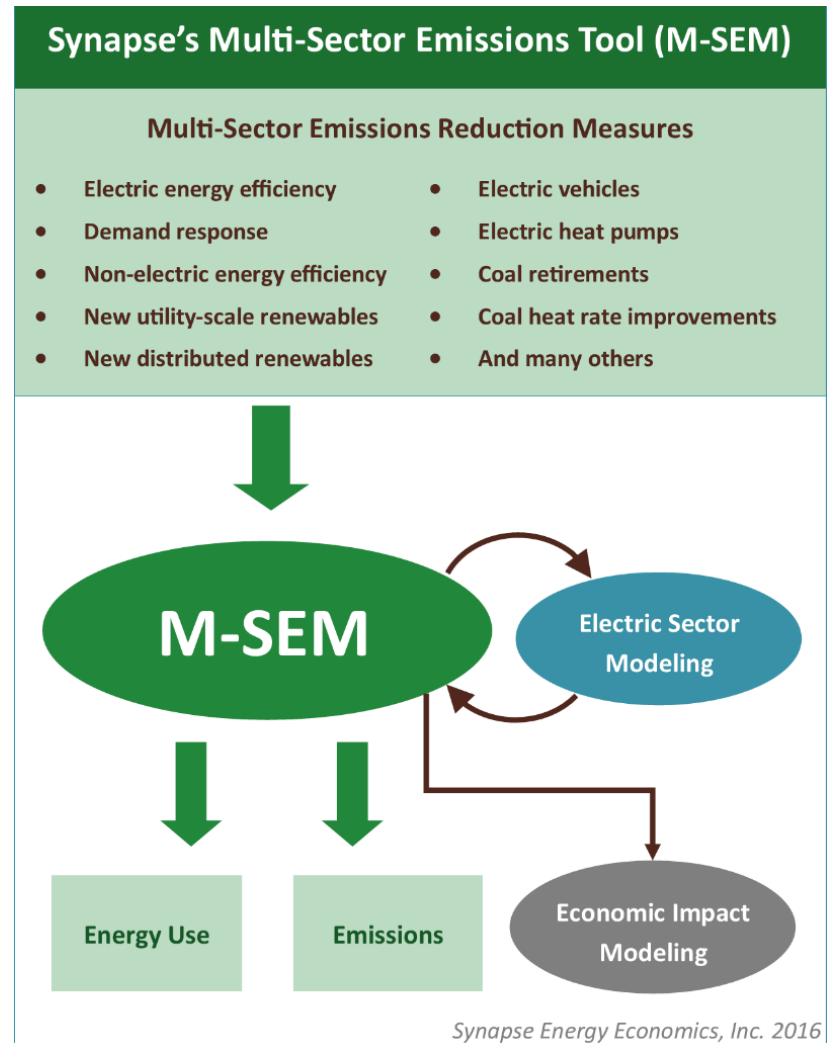 Synapse's Multi-Sector Emissions Tool (M-SEM)
Multi-Sector Emissions Reduction Measures
• Electric energy efficiency
• Demand response
• Non-electric energy efficiency
• New utility-scale renewables
• New distributed renewables
• Electric vehicles
• Electric heat pumps
• Coal retirements
• Coal heat rate improvements
• And many others
M-SEM
Electric Sector
Modeling
Energy Use
Emissions
Economic Impact
Modeling
Synapse Energy Economics, Inc. 2016